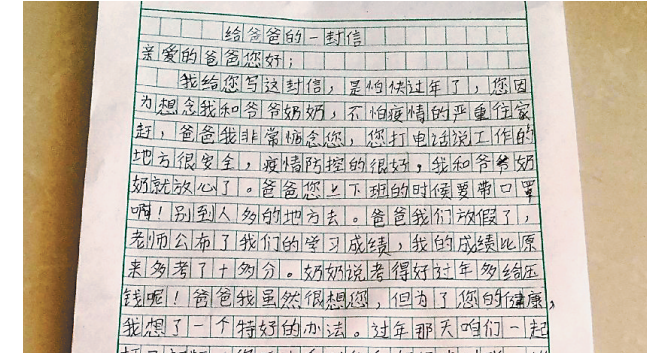 给爸爸的一封信
亲爱的爸爸您好；
我给您写这封信，是怕快过年了，您因
为想念我和爷爷奶奶，不怕疫情的严重往家
赶，爸爸我非常惦念您，您打电话说工作的
地方很安全，疫情防控的很好，我和爷爷奶
奶就放心了。爸爸您上下班的时候要带口罩
啊！别到人多的地方去。爸爸我们放假了，
老师公布了我们的学习成绩，我的成绩比原
来多考了十多分。奶奶说考得好过年多给压
钱呢！爸爸我虽然很想您，但为了您的健康，
我想了一个特好的办法。过年那天咱们一起